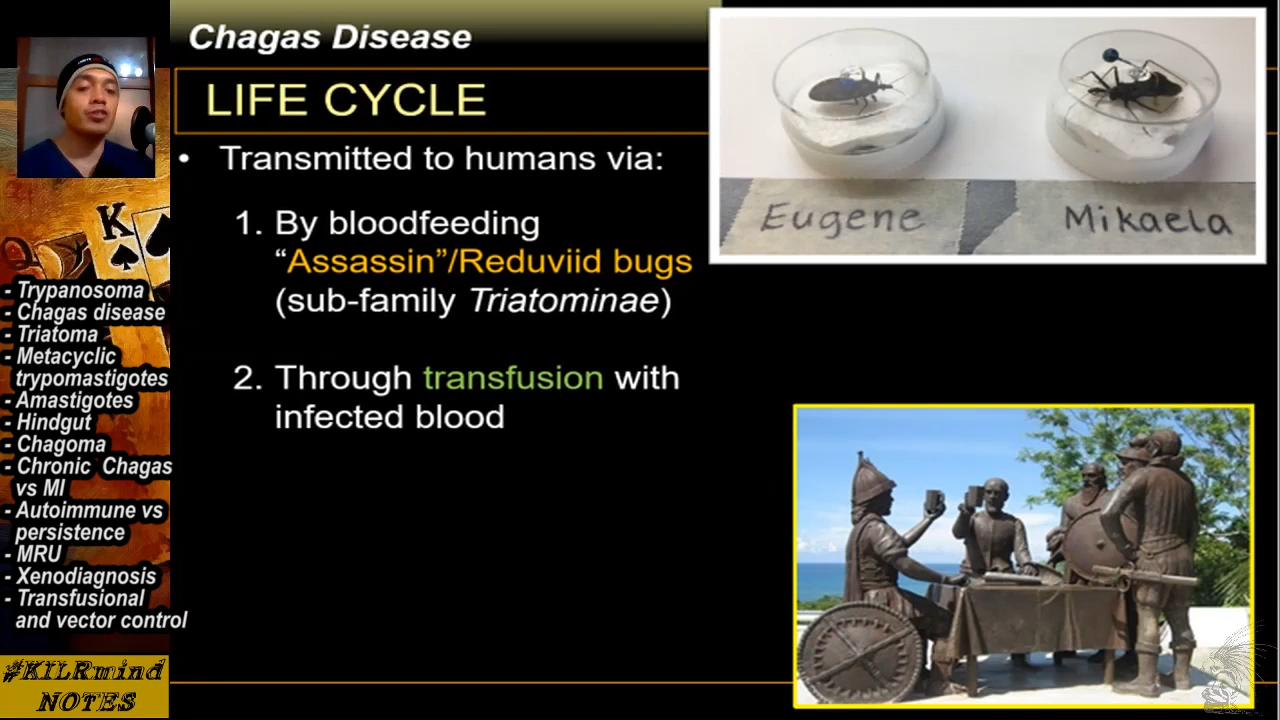 Chagas Disease
LIFE CYCLE
• Transmitted to humans via:
1. By bloodfeeding
“Assassin”/Reduviid bugs
(sub-family Triatominae)
2. Through transfusion with
infected blood
Eugene
Mikaela
K
Q
- Trypanosoma
- Chagas disease
- Triatoma
- Metacyclic
trypomastigotes
- Amastigotes
- Hindgut
- Chagoma
- Chronic Chagas
vs MI
- Autoimmune vs
persistence
- MRU
- Xenodiagnosis
- Transfusional
and vector control
#KILRmind
NOTES